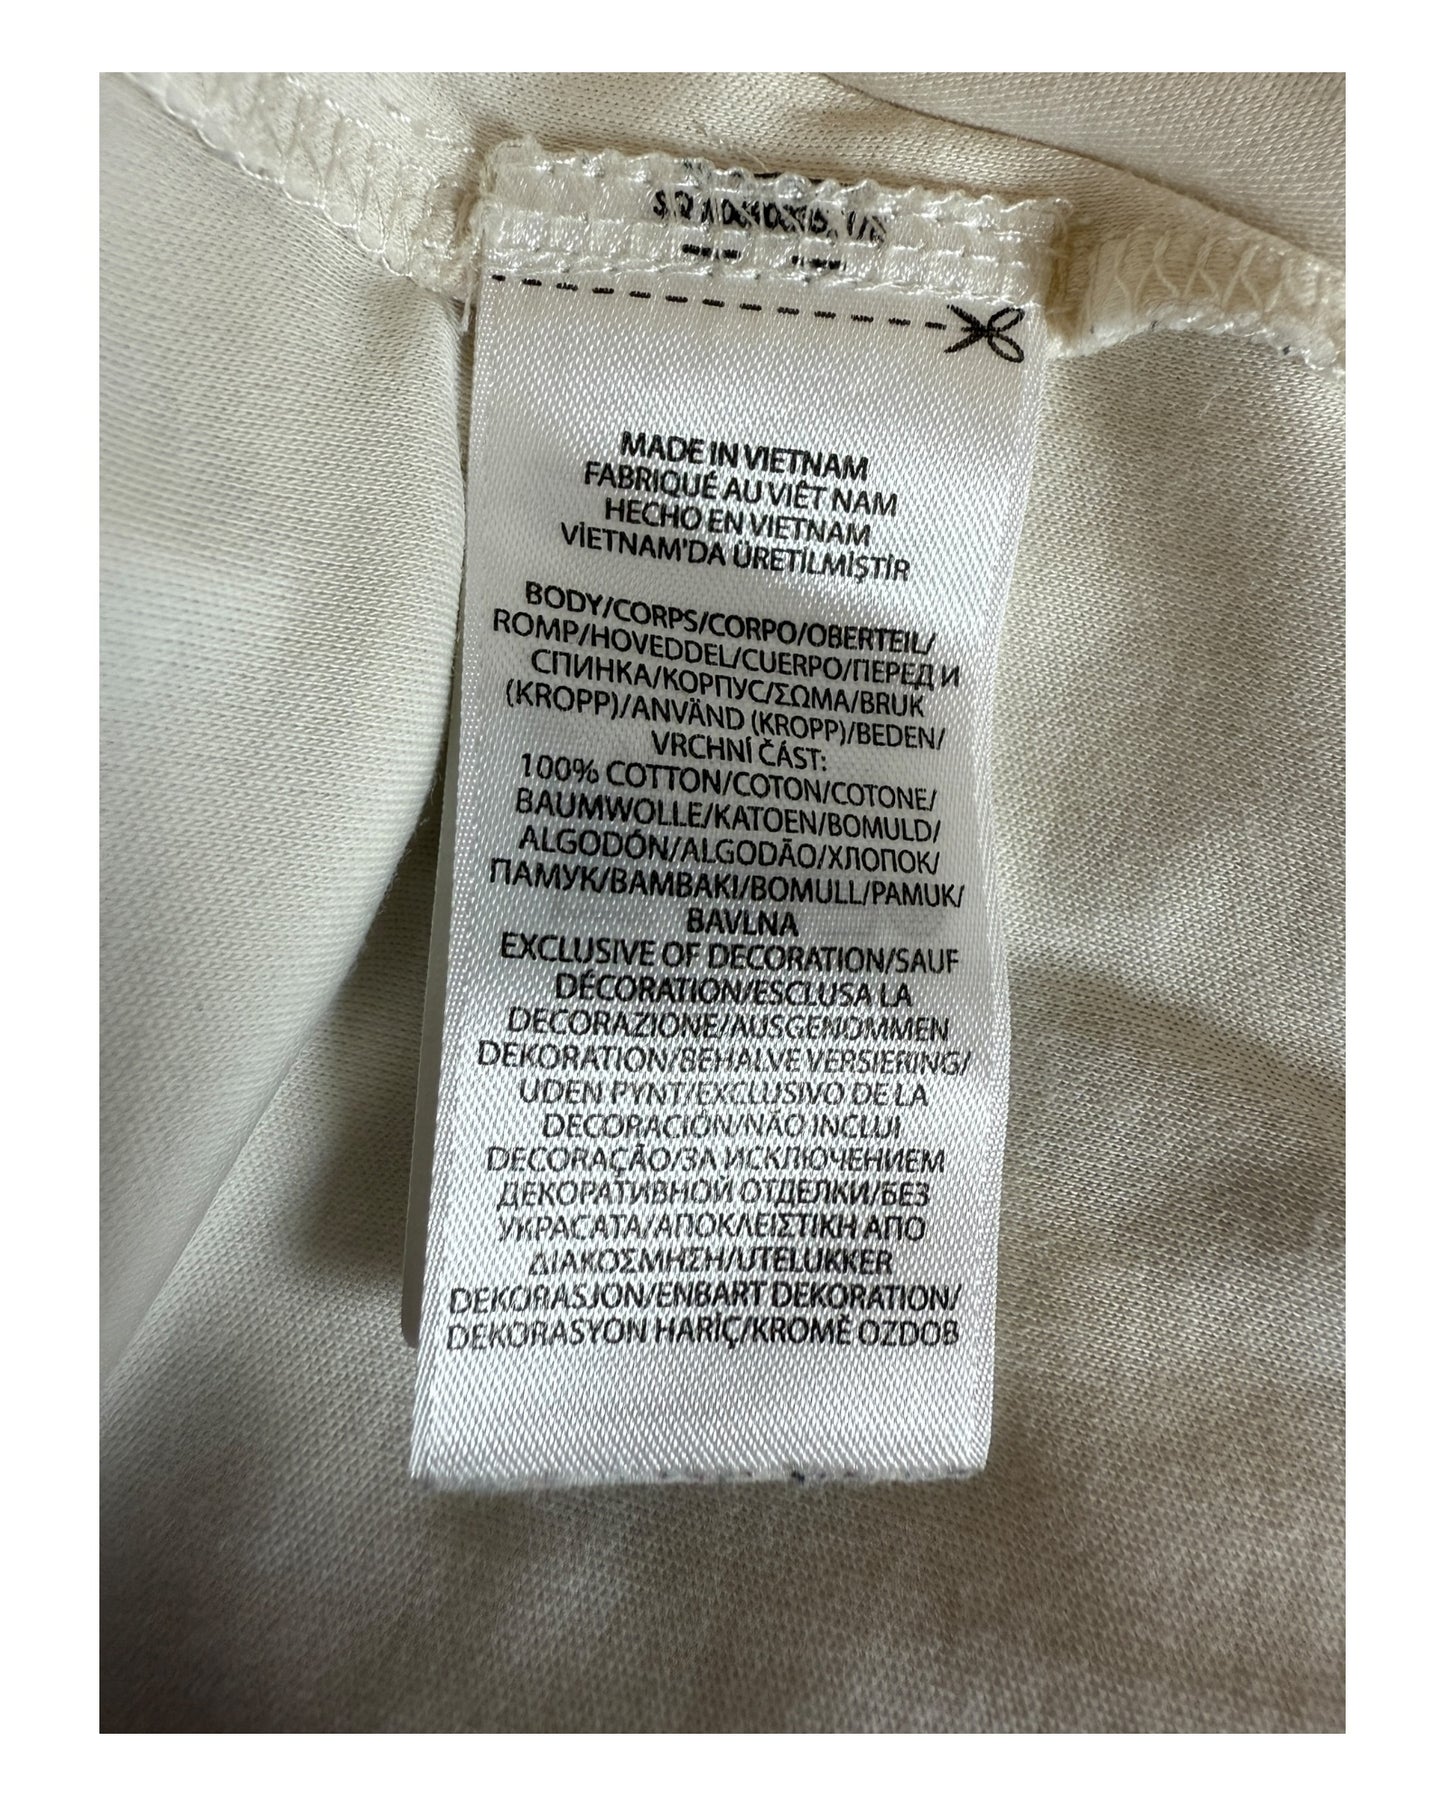 MADE IN VIETNAM
FABRIQUÉ AU VIÊT NAM
HECHO EN VIETNAM
VİETNAM'DA ÜRETİLMİŞTİR
BODY/CORPS/CORPO/OBERTEIL/
ROMP/HOVEDDEL/CUERPO/ПЕРЕД И
СПИНКА/КОРПУС/ΣΩΜΑ/BRUK
(KROPP)/ANVÄND (KROPP)/BEDEN/
VRCHNÍ ČÁST:
100% COTTON/COTON/COTONE/
BAUMWOLLE/KATOEN/BOMULD/
ALGODÓN/ALGODÃO/ХЛОПОК/
ПАМУК/BAMBAKI/BOMULL/PAMUK/
BAVLNA
EXCLUSIVE OF DECORATION/SAUF
DÉCORATION/ESCLUSA LA
DECORAZIONE/AUSGENOMMEN
DEKORATION/BEHALVE VERSIERING/
UDEN PYNT/EXCLUSIVO DE LA
DECORACIÓN/NÃO INCLUI
DECORAÇÃO/ЗА ИСКЛЮЧЕНИЕМ
ДЕКОРАТИВНОЙ ОТДЕЛКИ/БЕЗ
УКРАСАТА/ΑΠΟΚΛΕΙΣΤΙΚΗ ΑΠΟ
ΔΙΑΚΟΣΜΗΣΗ/UTELUKKER
DEKORASJON/ENBART DEKORATION/
DEKORASYON HARİÇ/KROMĚ OZDOB